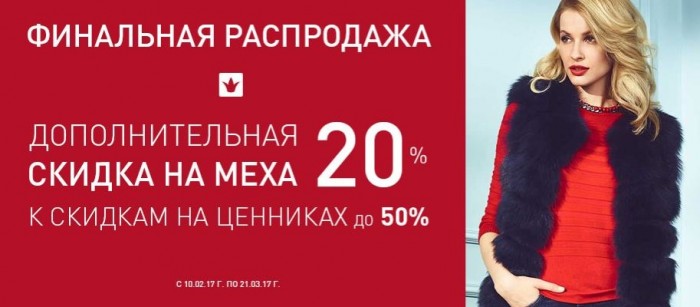 ФИНАЛЬНАЯ РАСПРОДАЖА
ДОПОЛНИТЕЛЬНАЯ
СКИДКА НА МЕХА 20%
К СКИДКАМ НА ЦЕННИКАХ ДО 50%
С 10.02.17 Г. ПО 21.03.17 Г.